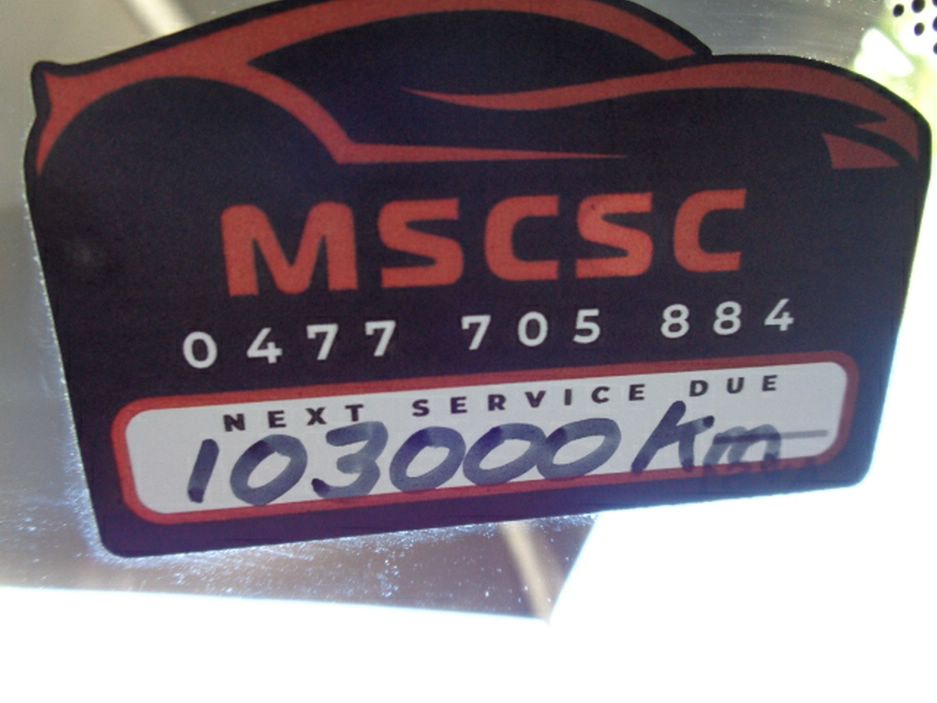 MSCSC
0477 705 884
NEXT SERVICE DUE
103000 Km